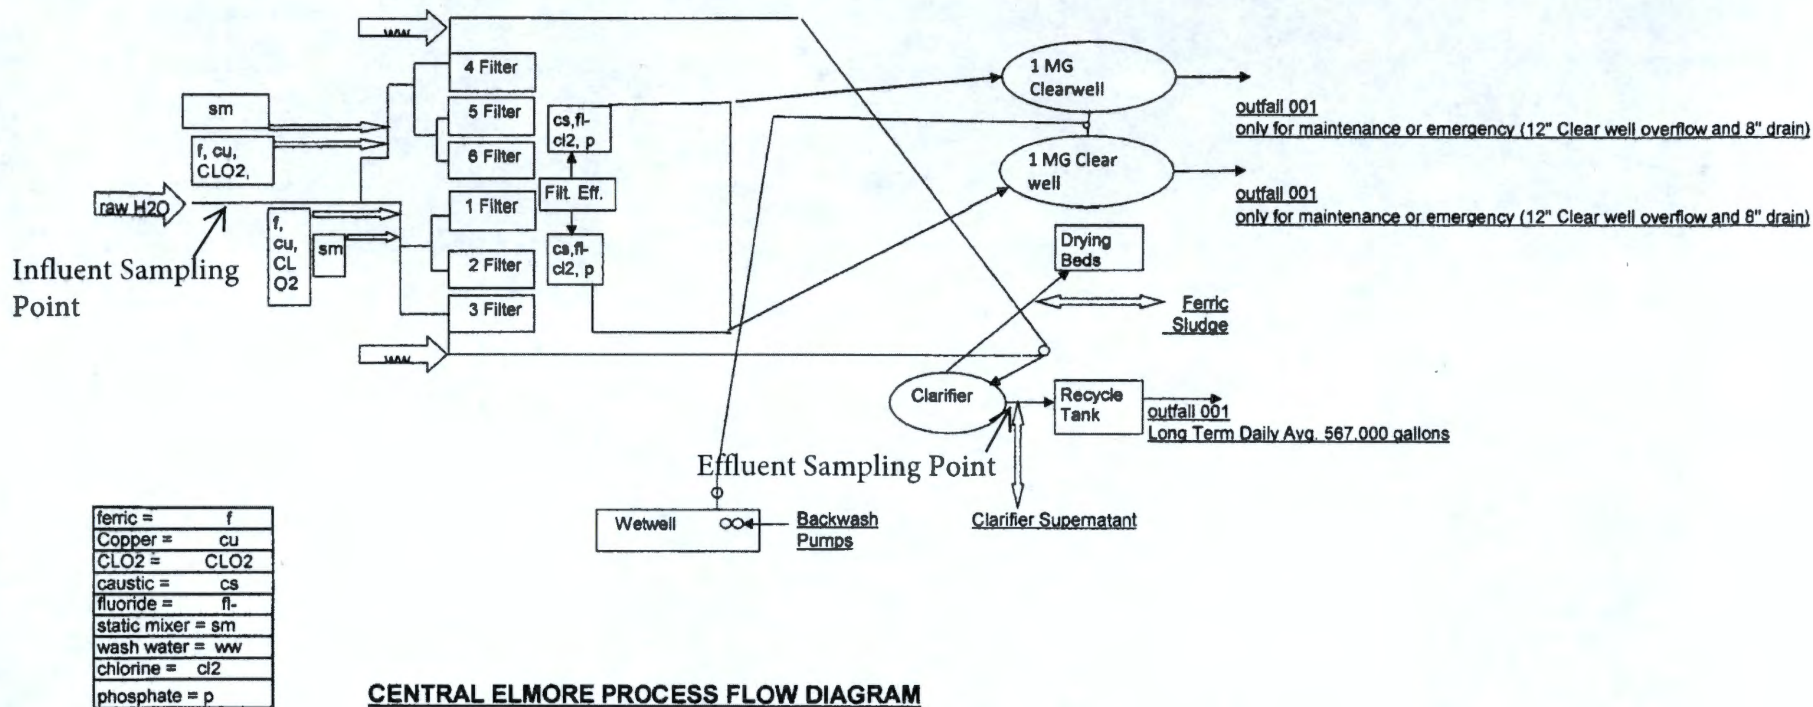 ww
4 Filter
5 Filter
6 Filter
sm
f, cu,
CLO2,
raw H2O
Influent Sampling
Point
f,
cu,
CL
O2
sm
1 Filter
2 Filter
3 Filter
ww
cs,fl-
cl2, p
Filt. Eff.
cs,fl-
cl2, p
1 MG
Clearwell
outfall 001
only for maintenance or emergency (12" Clear well overflow and 8" drain)
1 MG Clear
well
outfall 001
only for maintenance or emergency (12" Clear well overflow and 8" drain)
Drying
Beds
Ferric
Sludge
Clarifier
Recycle
Tank
outfall 001
Long Term Daily Avg. 567.000 gallons
Effluent Sampling Point
Wetwell
Backwash
Pumps
Clarifier Supernatant
ferric = f
Copper = cu
CLO2 = CLO2
caustic = cs
fluoride = fl-
static mixer = sm
wash water = ww
chlorine = cl2
phosphate = p
CENTRAL ELMORE PROCESS FLOW DIAGRAM